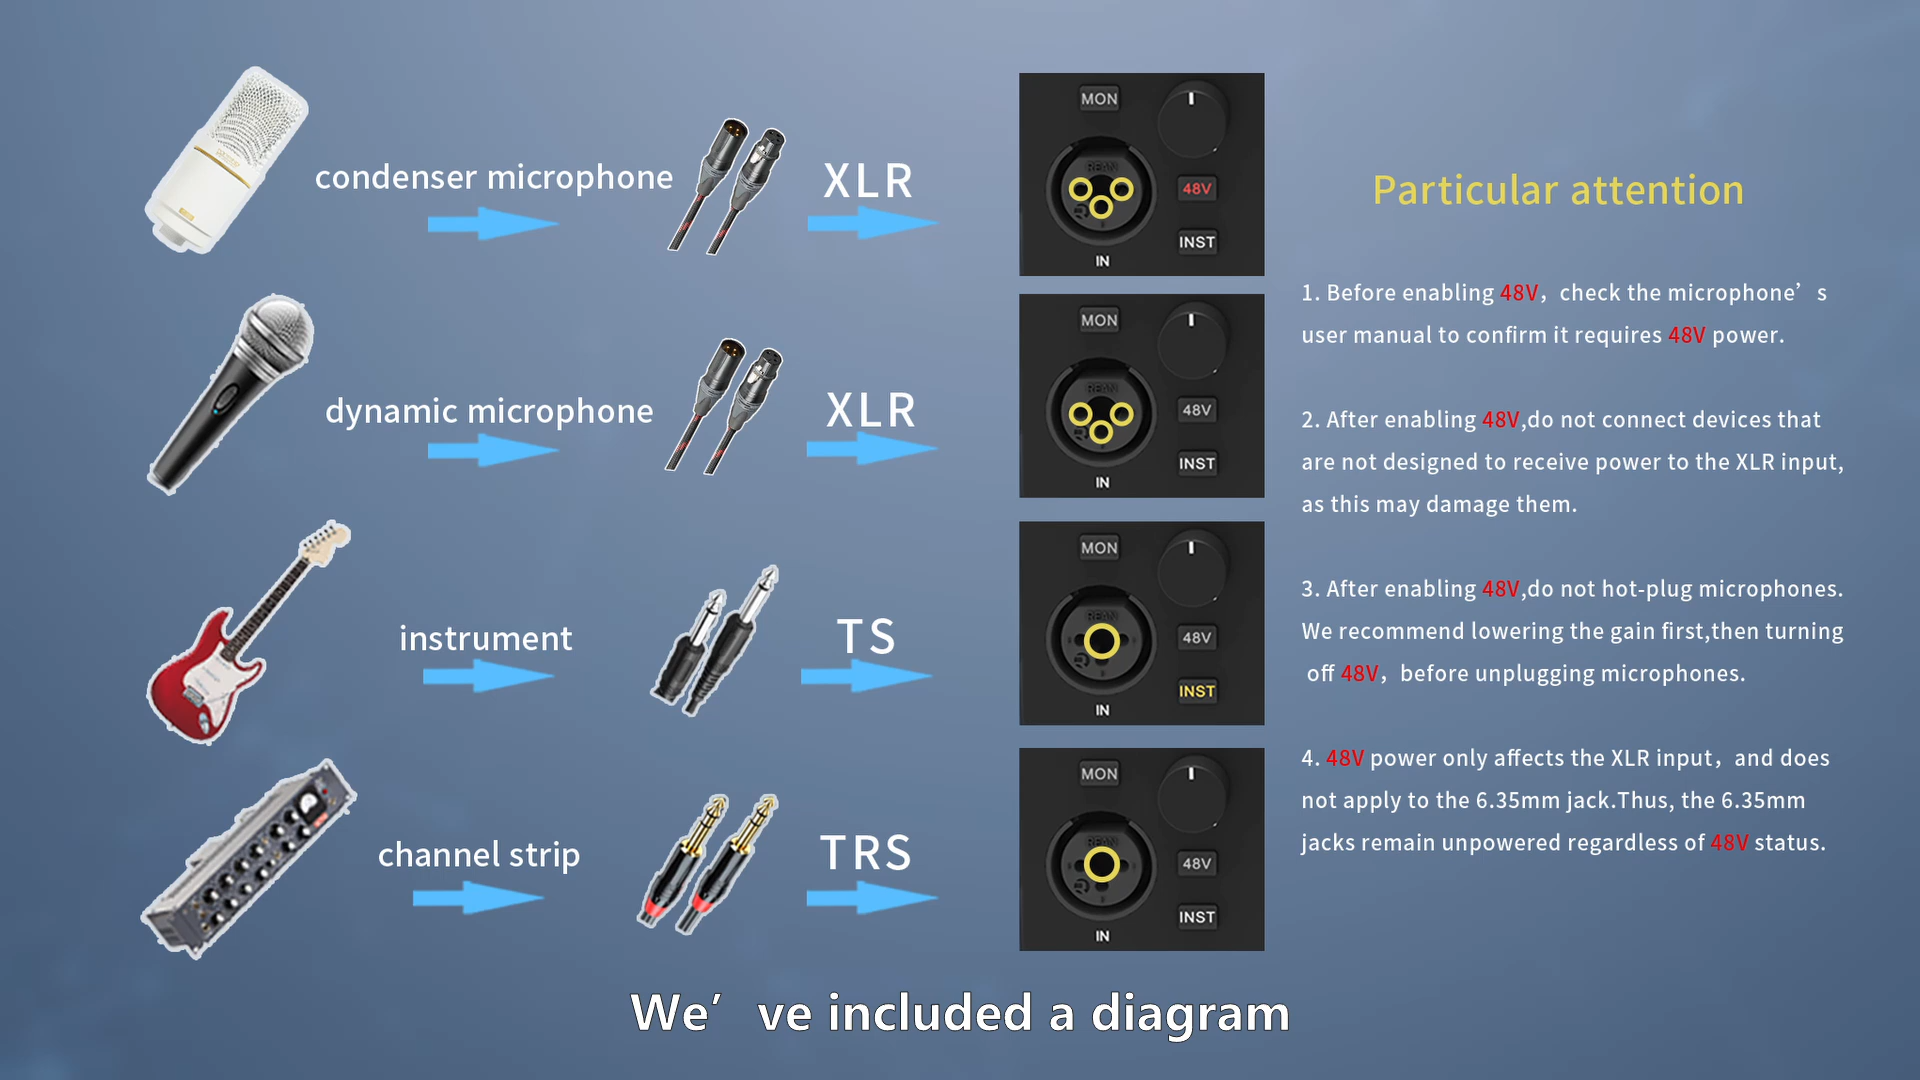 condenser microphone
XLR
MON
REAN
48V
INST
IN
dynamic microphone
XLR
MON
REAN
48V
INST
IN
instrument
TS
MON
REAN
48V
INST
IN
channel strip
TRS
MON
REAN
48V
INST
IN
Particular attention
1. Before enabling 48V，check the microphone’s
user manual to confirm it requires 48V power.
2. After enabling 48V,do not connect devices that
are not designed to receive power to the XLR input,
as this may damage them.
3. After enabling 48V,do not hot-plug microphones.
We recommend lowering the gain first,then turning
off 48V，before unplugging microphones.
4. 48V power only affects the XLR input，and does
not apply to the 6.35mm jack.Thus, the 6.35mm
jacks remain unpowered regardless of 48V status.
We’ve included a diagram